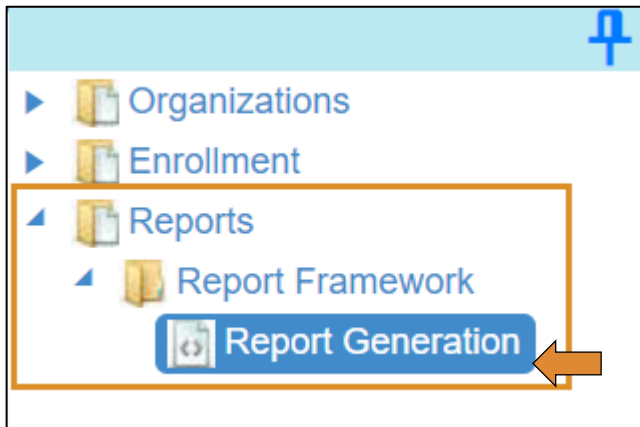 Organizations
Enrollment
Reports
Report Framework
Report Generation